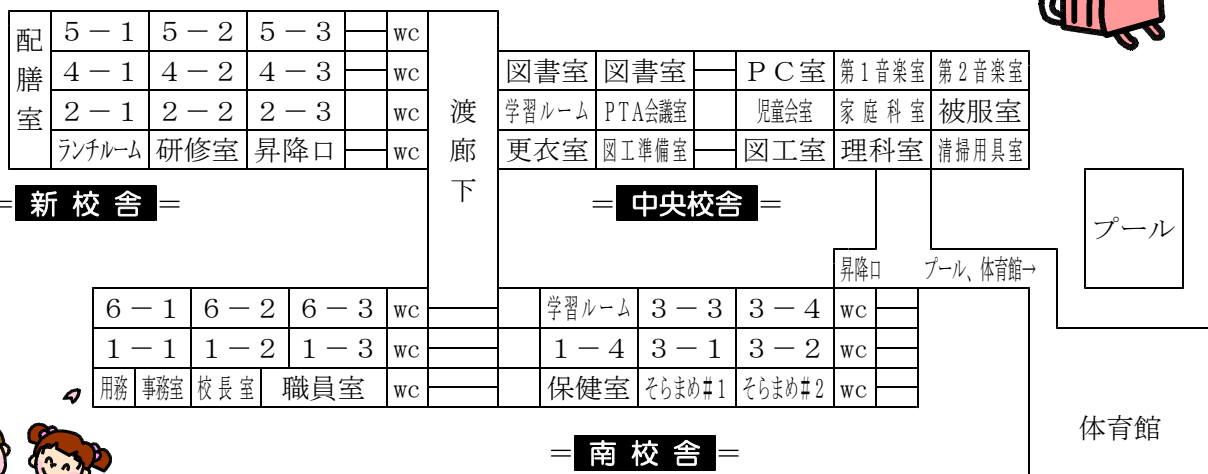 配膳室
５－１ ５－２ ５－３ wc
４－１ ４－２ ４－３ wc
２－１ ２－２ ２－３ wc
ランチルーム 研修室 昇降口 wc
＝新校舎＝
渡廊下
図書室 図書室 ＰＣ室 第１音楽室 第２音楽室
学習ルーム PTA会議室 児童会室 家庭科室 被服室
更衣室 図工準備室 図工室 理科室 清掃用具室
＝中央校舎＝
プール
昇降口 プール、体育館→
６－１ ６－２ ６－３ wc 学習ルーム ３－３ ３－４ wc
１－１ １－２ １－３ wc １－４ ３－１ ３－２ wc
用務 事務室 校長室 職員室 wc 保健室 そらまめ#1 そらまめ#2 wc
＝南校舎＝
体育館